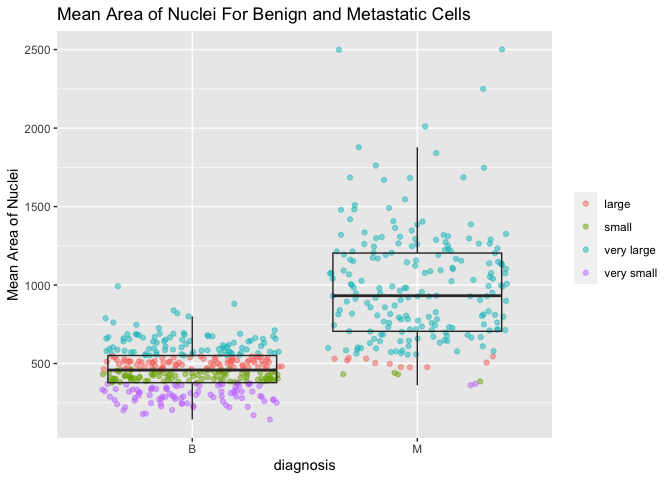 Mean Area of Nuclei For Benign and Metastatic Cells
Mean Area of Nuclei
2500
2000
1500
1000
500
B
M
diagnosis
large
small
very large
very small